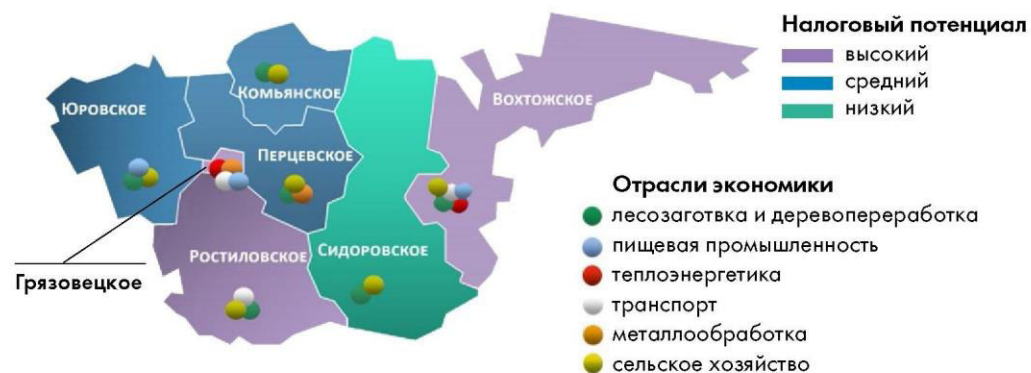 Налоговый потенциал
высокий
средний
низкий
Комьянское
Вохтожское
Юровское
Перцевское
Ростиловское
Сидоровское
Грязовецкое
Отрасли экономики
лесозаготвка и деревопереработка
пищевая промышленность
теплоэнергетика
транспорт
металлообработка
сельское хозяйство